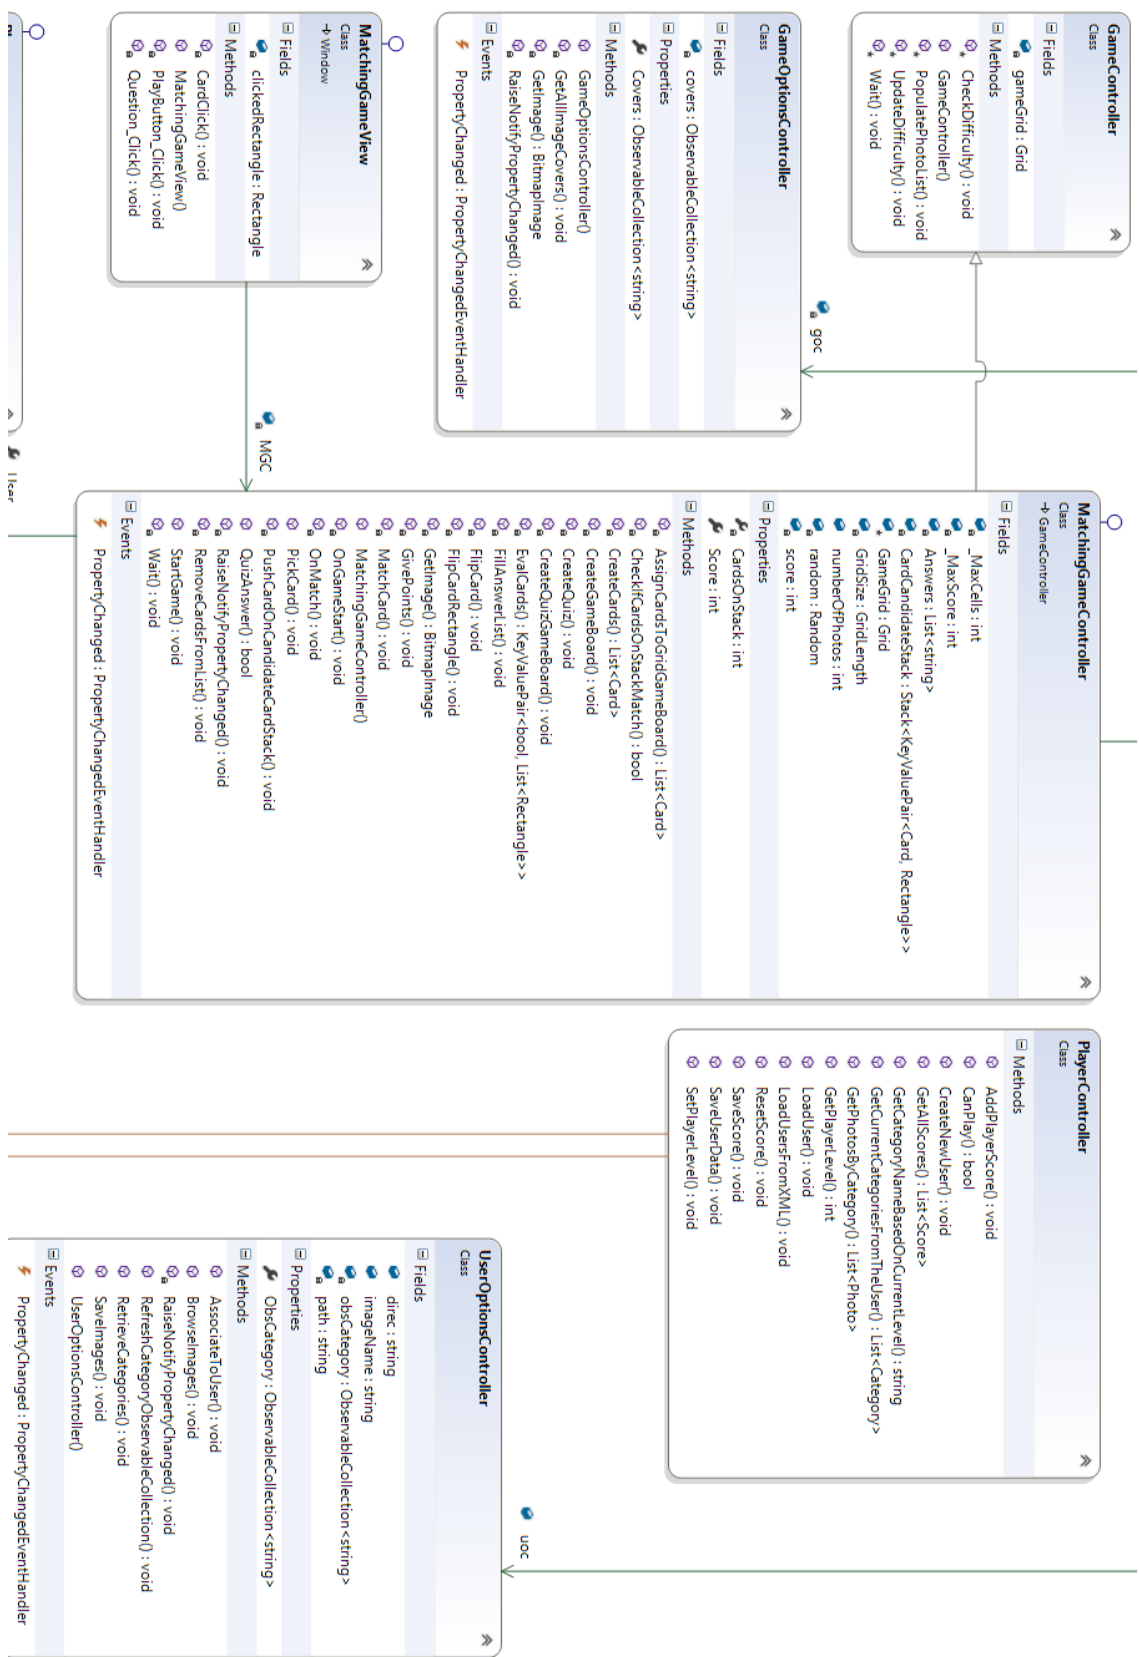 GameController
Class
Fields
gameGrid : Grid
Methods
CheckDifficulty() : void
GameController()
PopulatePhotoList() : void
UpdateDifficulty() : void
Wait() : void
goc
GameOptionsController
Class
Fields
covers : ObservableCollection<string>
Properties
Covers : ObservableCollection<string>
Methods
GameOptionsController()
GetAllImageCovers() : void
GetImage() : BitmapImage
RaiseNotifyPropertyChanged() : void
Events
PropertyChanged : PropertyChangedEventHandler
MatchingGameView
Class
Window
Fields
clickedRectangle : Rectangle
Methods
CardClick() : void
MatchingGameView()
PlayButton_Click() : void
Question_Click() : void
MGC
User
MatchingGameController
Class
GameController
Fields
_MaxCells : int
_MaxScore : int
Answers : List<string>
CardCandidateStack : Stack<KeyValuePair<Card, Rectangle>>
GameGrid : Grid
GridSize : GridLength
numberOfPhotos : int
random : Random
score : int
Properties
CardsOnStack : int
Score : int
Methods
AssignCardsToGridGameBoard() : List<Card>
CheckIfCardsOnStackMatch() : bool
CreateCards() : List<Card>
CreateGameBoard() : void
CreateQuiz() : void
CreateQuizGameBoard() : void
EvalCards() : KeyValuePair<bool, List<Rectangle>>
FillAnswerList() : void
FlipCard() : void
FlipCardRectangle() : void
GetImage() : BitmapImage
GivePoints() : void
MatchCard() : void
MatchingGameController()
OnGameStart() : void
OnMatch() : void
PickCard() : void
PushCardOnCandidateCardStack() : void
QuizAnswer() : bool
RaiseNotifyPropertyChanged() : void
RemoveCardsFromList() : void
StartGame() : void
Wait() : void
Events
PropertyChanged : PropertyChangedEventHandler
PlayerController
Class
Methods
AddPlayerScore() : void
CanPlay() : bool
CreateNewUser() : void
GetAllScores() : List<Score>
GetCategoryNameBasedOnCurrentLevel() : string
GetCurrentCategoriesFromTheUser() : List<Category>
GetPhotosByCategory() : List<Photo>
GetPlayerLevel() : int
LoadUser() : void
LoadUsersFromXML() : void
ResetScore() : void
SaveScore() : void
SaveUserData() : void
SetPlayerLevel() : void
uoc
UserOptionsController
Class
Fields
direc : string
imageName : string
obsCategory : ObservableCollection<string>
path : string
Properties
ObsCategory : ObservableCollection<string>
Methods
AssociateToUser() : void
BrowseImages() : void
RaiseNotifyPropertyChanged() : void
RefreshCategoryObservableCollection() : void
RetrieveCategories() : void
SaveImages() : void
UserOptionsController()
Events
PropertyChanged : PropertyChangedEventHandler